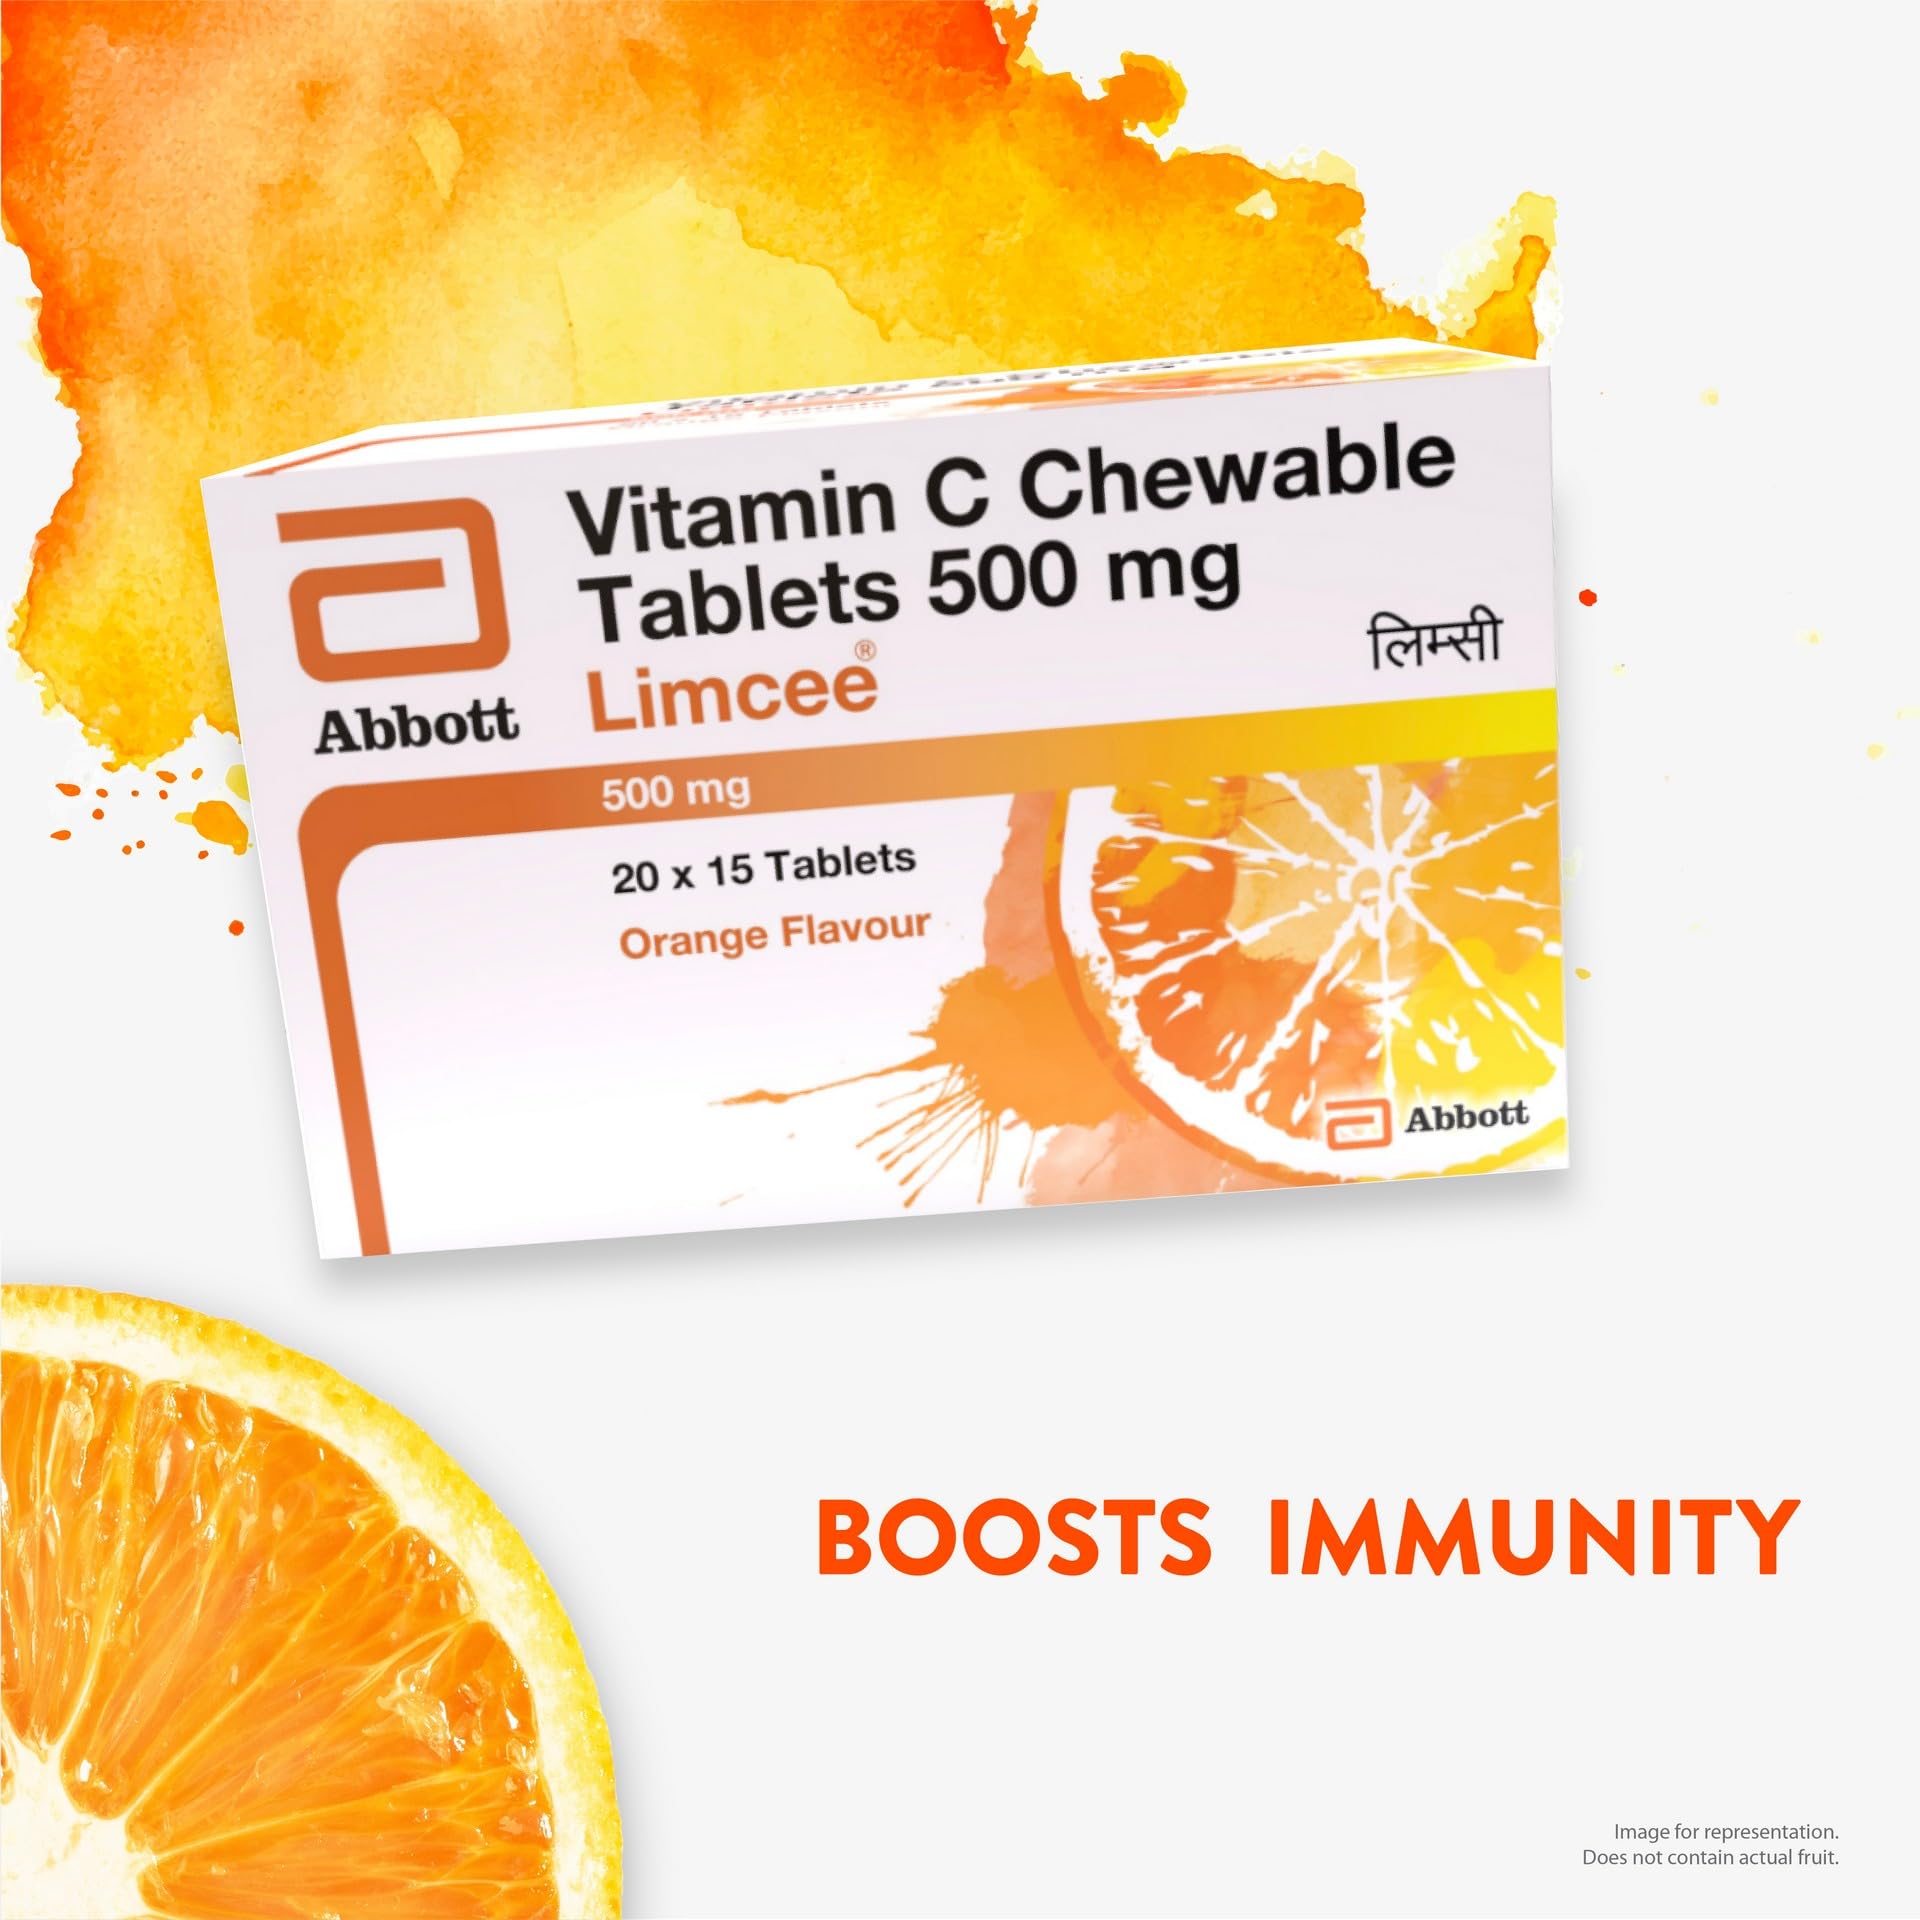 Vitamin C Chewable
Tablets 500 mg
Limcee®
लिम्सी
Abbott
500 mg
20 x 15 Tablets
Orange Flavour
Abbott
BOOSTS IMMUNITY
Image for representation.
Does not contain actual fruit.